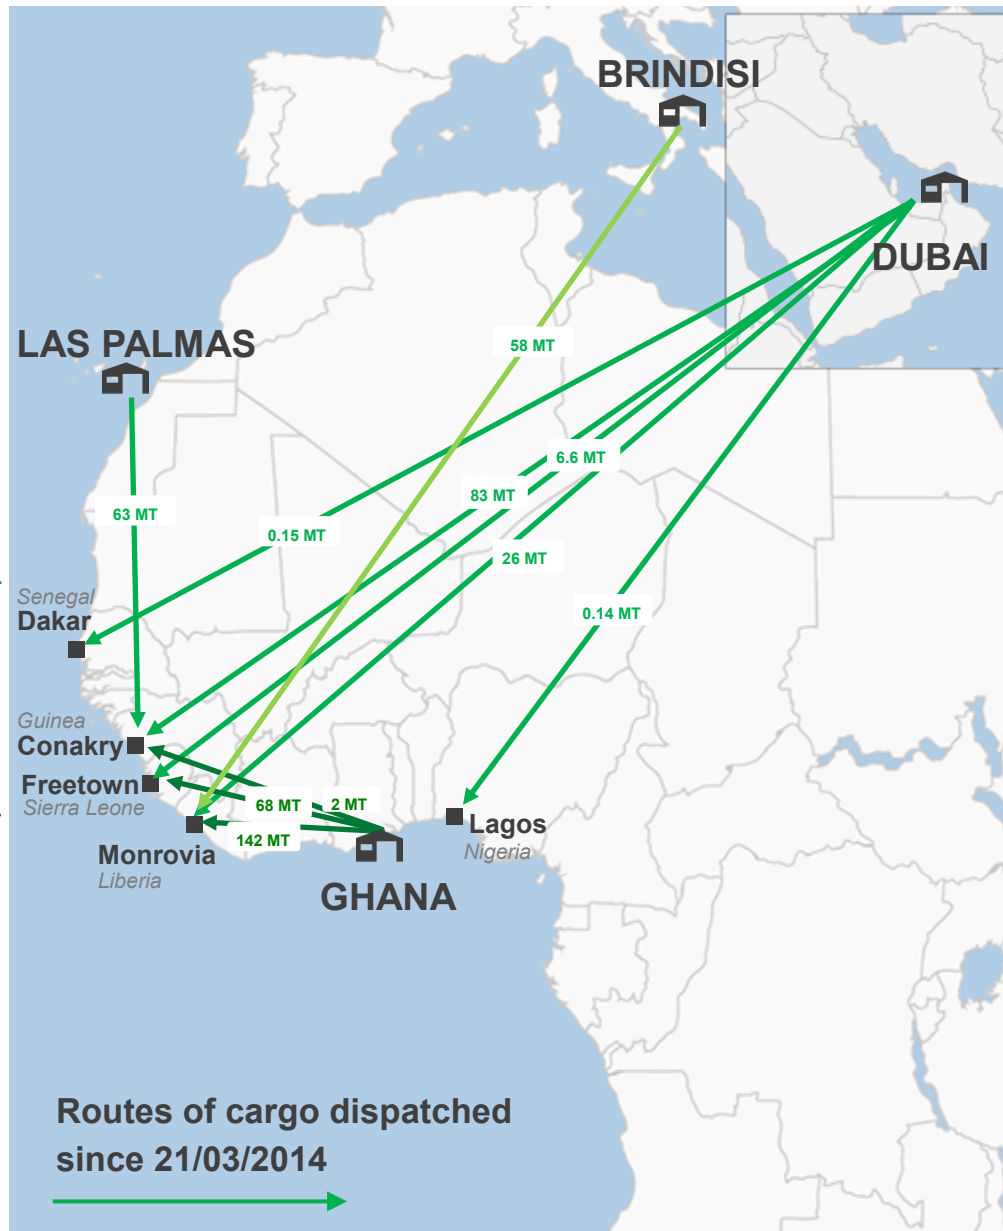 BRINDISI
DUBAI
LAS PALMAS
58 MT
6.6 MT
83 MT
63 MT
0.15 MT
26 MT
Senegal
Dakar
0.14 MT
Guinea
Conakry
Freetown
Sierra Leone
68 MT
2 MT
142 MT
Lagos
Nigeria
Monrovia
Liberia
GHANA
Routes of cargo dispatched
since 21/03/2014